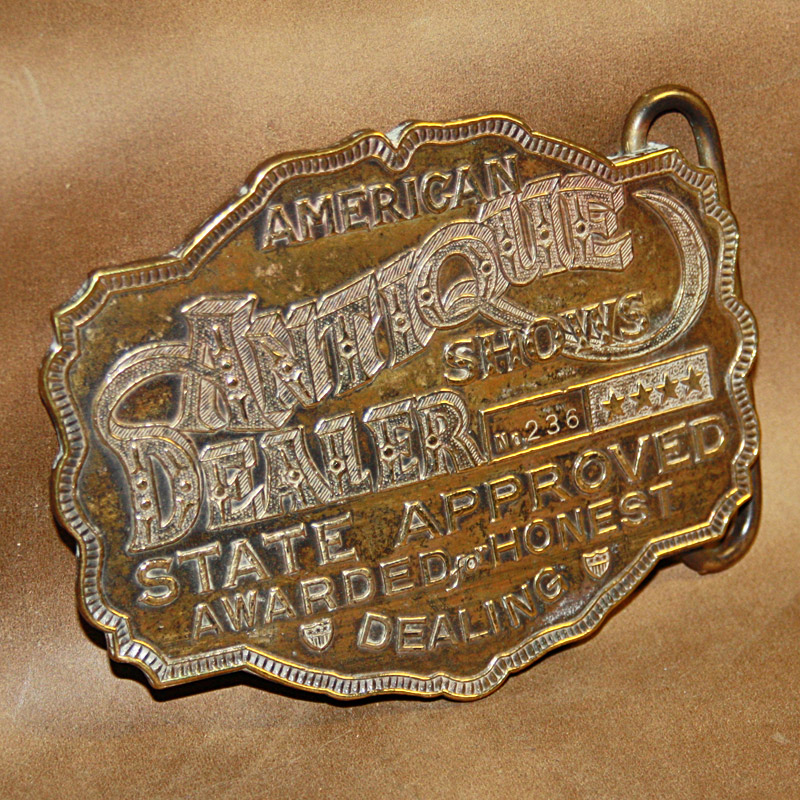 AMERICAN
ANTIQUE
SHOWS
DEALER No. 236
STATE APPROVED
AWARDED for HONEST
DEALING